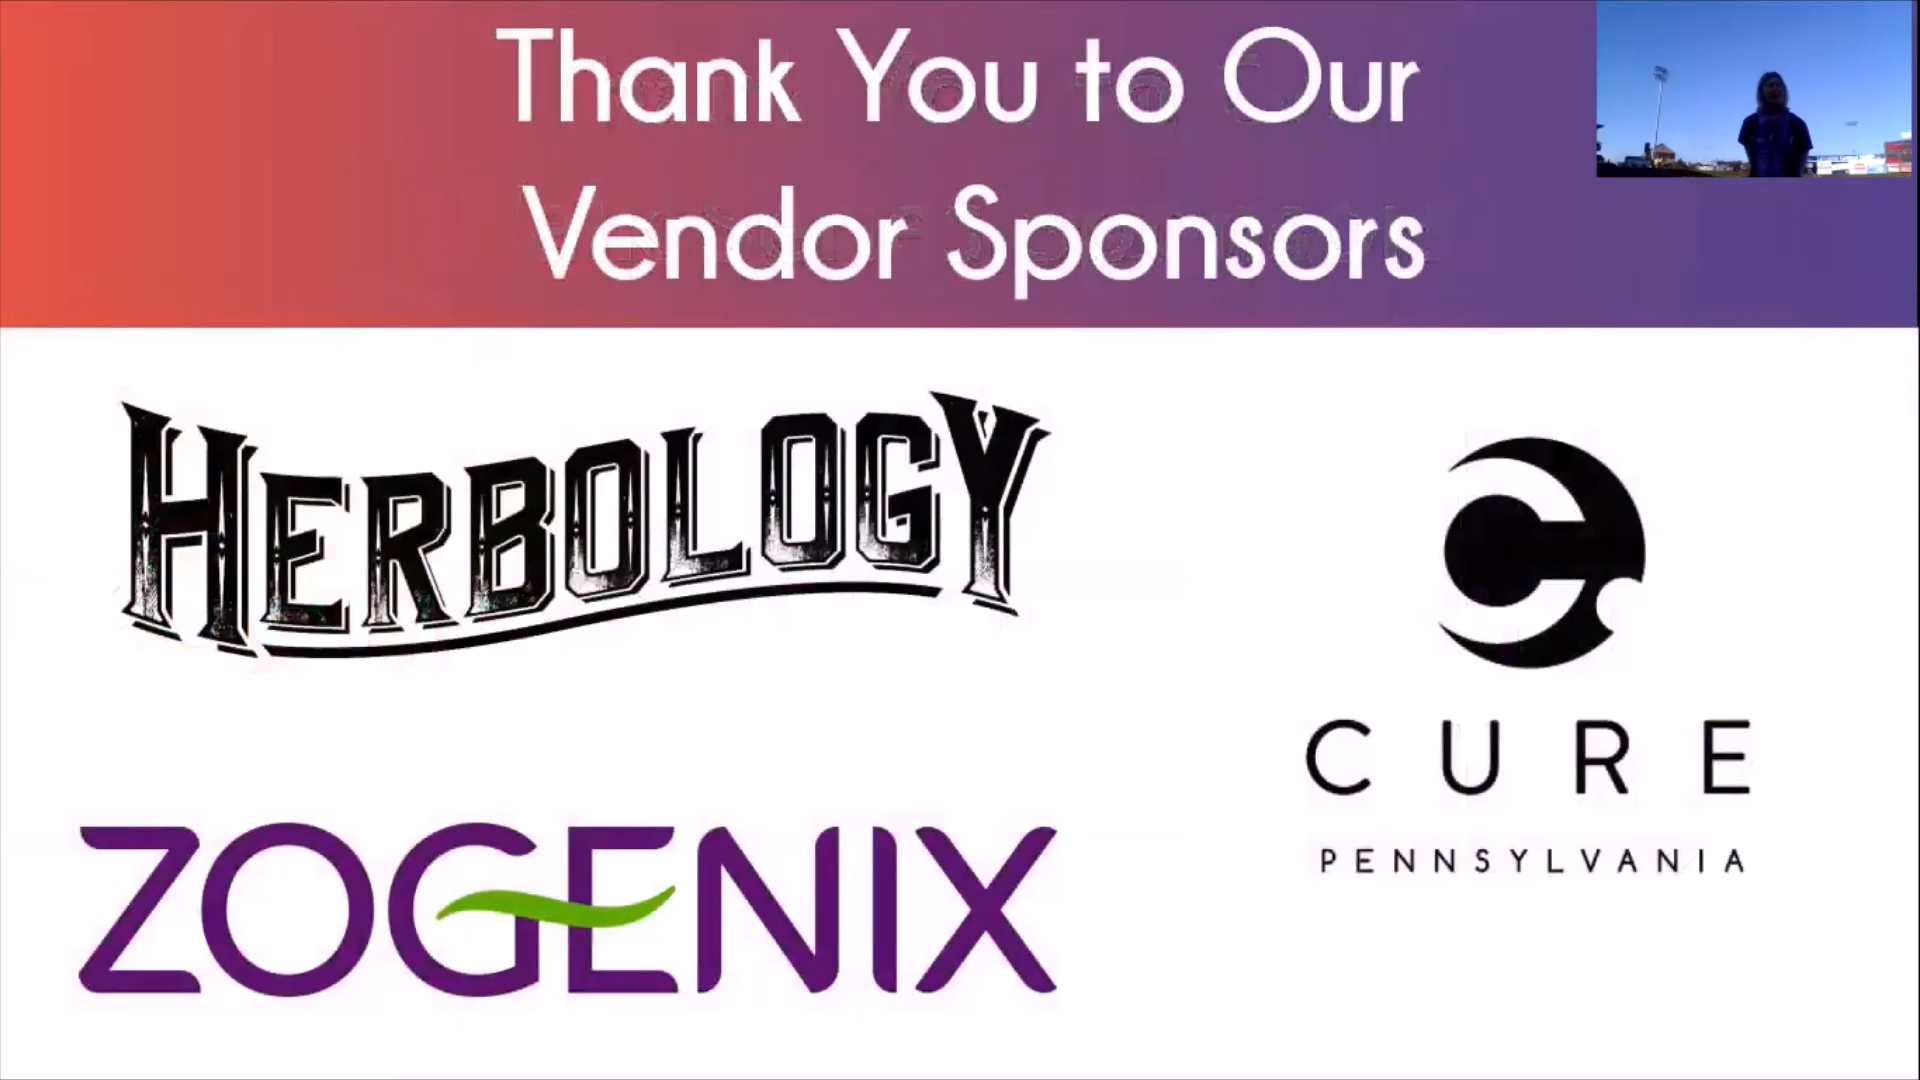 Thank You to Our
Vendor Sponsors
HERBOLOGY
CURE
PENNSYLVANIA
ZOGENIX